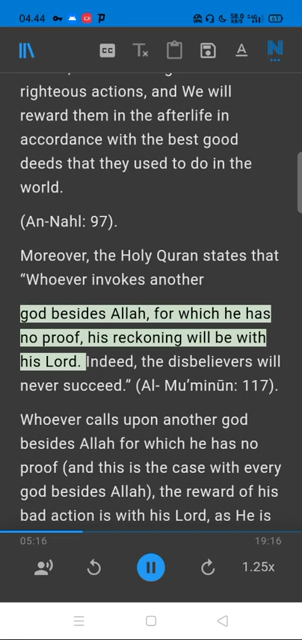 04.44
righteous actions, and We will
reward them in the afterlife in
accordance with the best good
deeds that they used to do in the
world.
(An-Nahl: 97).
Moreover, the Holy Quran states that
“Whoever invokes another
god besides Allah, for which he has
no proof, his reckoning will be with
his Lord. Indeed, the disbelievers will
never succeed.” (Al- Mu’minūn: 117).
Whoever calls upon another god
besides Allah for which he has no
proof (and this is the case with every
god besides Allah), the reward of his
bad action is with his Lord, as He is
05:16 19:16
1.25x